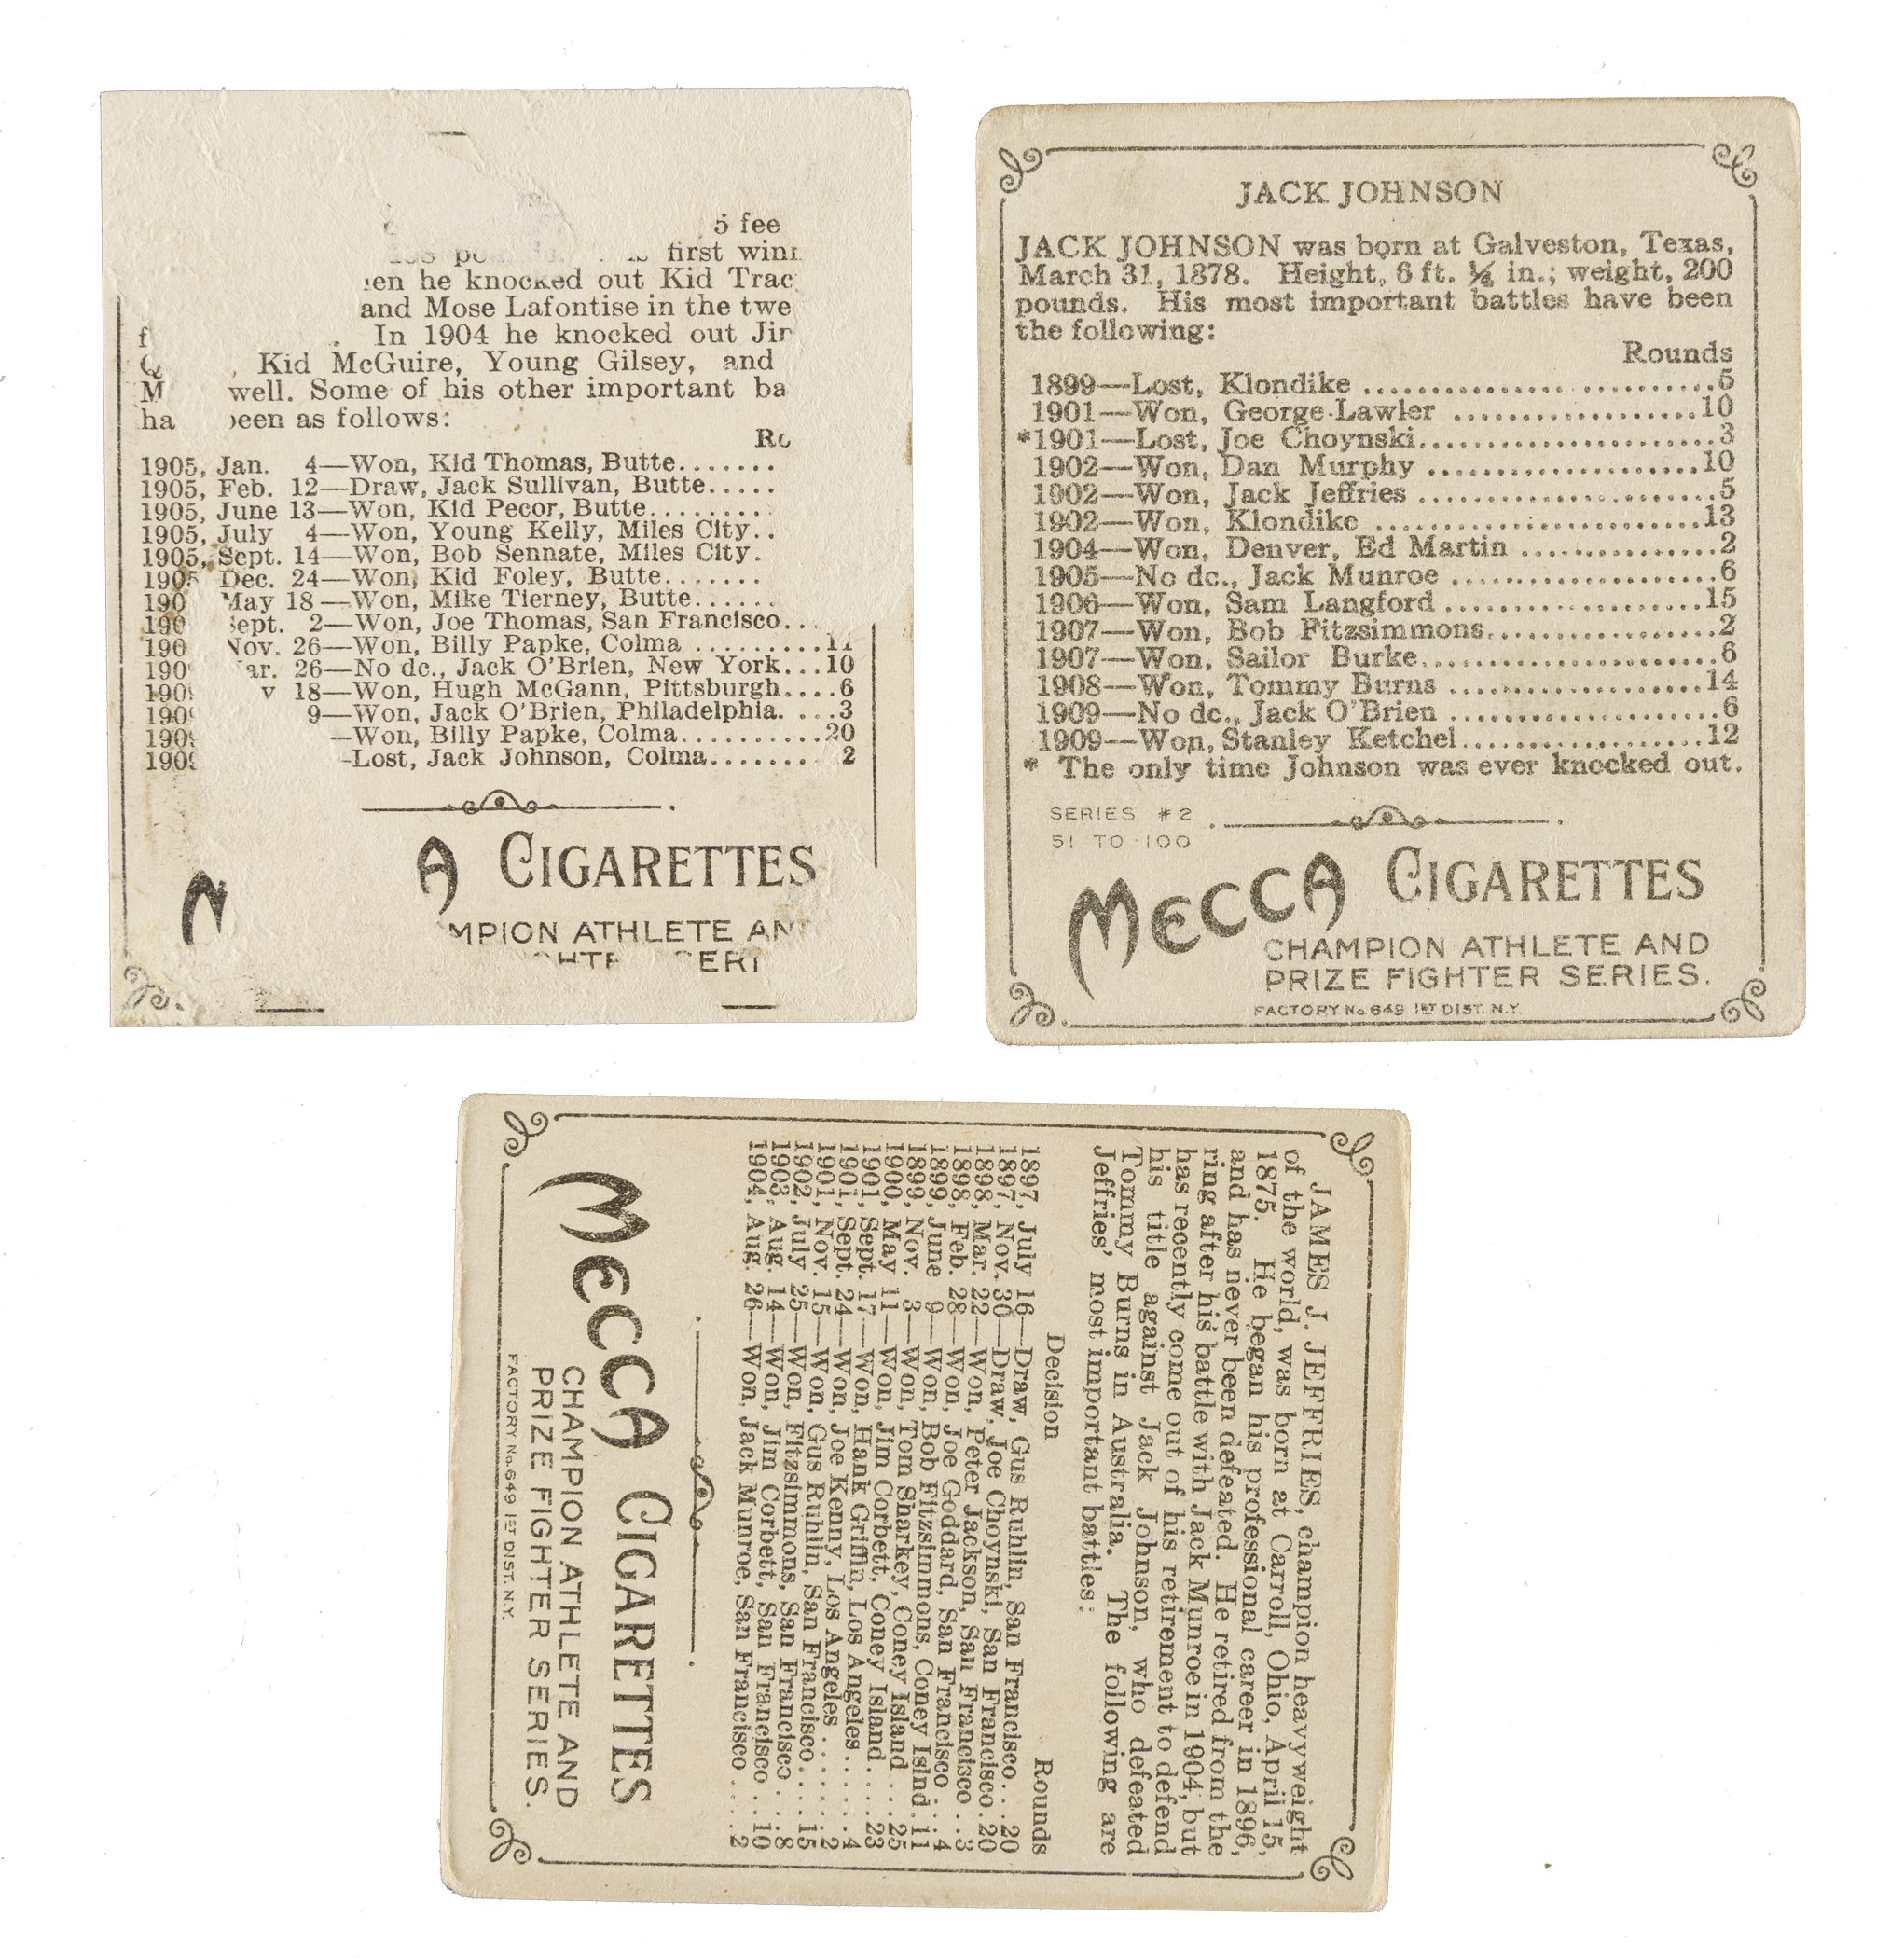 5 fee
first
en he knocked out Kid Trac
and Mose Lafontise in the twe
f In 1904 he knocked out Ji
Q , Kid McGuire, Young Gilsey, and
M well. Some of his other important ba
ha een as follows:
Ro
1905, Jan. 4—Won, Kid Thomas, Butte.......
1905, Feb. 12—Draw, Jack Sullivan, Butte.....
1905, June 13—Won, Kid Pecor, Butte........
1905, July 4—Won, Young Kelly, Miles City..
1905, Sept. 14—Won, Bob Sennate, Miles City.
1905 Dec. 24—Won, Kid Foley, Butte.......
190 May 18—Won, Mike Tierney, Butte......
190 ept. 2—Won, Joe Thomas, San Francisco...
190 Nov. 26—Won, Billy Papke, Colma ..........11
190 ar. 26—No dc., Jack O'Brien, New York...10
190 v 18—Won, Hugh McGann, Pittsburgh....6
190 9—Won, Jack O'Brien, Philadelphia. ...3
190 —Won, Billy Papke, Colma...........20
190 -Lost, Jack Johnson, Colma........ 2
A CIGARETTES
MPION ATHLETE AN
JACK JOHNSON
JACK JOHNSON was born at Galveston, Texas,
March 31, 1878. Height, 6 ft. ¼ in.; weight, 200
pounds. His most important battles have been
the following:
Rounds
1899—Lost, Klondike ..........................5
1901—Won, George Lawler ...................10
*1901—Lost, Joe Choynski.......................3
1902—Won, Dan Murphy .....................10
1902—Won, Jack Jeffries ......................5
1902—Won, Klondike .........................13
1904—Won, Denver, Ed Martin ...............2
1905—No dc., Jack Munroe ....................6
1906—Won, Sam Langford ....................15
1907—Won, Bob Fitzsimmons..................2
1907—Won, Sailor Burke.......................6
1908—Won, Tommy Burns ....................14
1909—No dc., Jack O'Brien ....................6
1909—Won, Stanley Ketchel...................12
* The only time Johnson was ever knocked out.
SERIES #2
51 TO 100
MECCA CIGARETTES
CHAMPION ATHLETE AND
PRIZE FIGHTER SERIES.
FACTORY No. 649 1ST DIST. N.Y.
JAMES J. JEFFRIES, champion heavyweight
of the world, was born at Carroll, Ohio, April 15,
1875. He began his professional career in 1896,
and has never been defeated. He retired from the
ring after his battle with Jack Munroe in 1904, but
has recently come out of his retirement to defend
his title against Jack Johnson, who defeated
Tommy Burns in Australia. The following are
Jeffries' most important battles:
Decision Rounds
1897, July 16—Draw, Gus Ruhlin, San Francisco...20
1897, Nov. 30—Draw, Joe Choynski, San Francisco.20
1898, Mar. 22—Won, Peter Jackson, San Francisco...3
1898, Feb. 28—Won, Joe Goddard, San Francisco ...4
1899, June 9—Won, Bob Fitzsimmons, Coney Islnd.11
1899, Nov. 3—Won, Tom Sharkey, Coney Island ...25
1900, May 11—Won, Jim Corbett, Coney Island....23
1901, Sept. 17—Won, Hank Griffin, Los Angeles......4
1901, Sept. 24—Won, Joe Kenny, Los Angeles .......2
1901, Nov. 15—Won, Gus Ruhlin, San Francisco.....15
1902, July 25—Won, Fitzsimmons, San Francisco ....8
1903, Aug. 14—Won, Jim Corbett, San Francisco ...10
1904, Aug. 26—Won, Jack Munroe, San Francisco ....2
MECCA CIGARETTES
CHAMPION ATHLETE AND
PRIZE FIGHTER SERIES.
FACTORY No. 649 1ST DIST. N.Y.